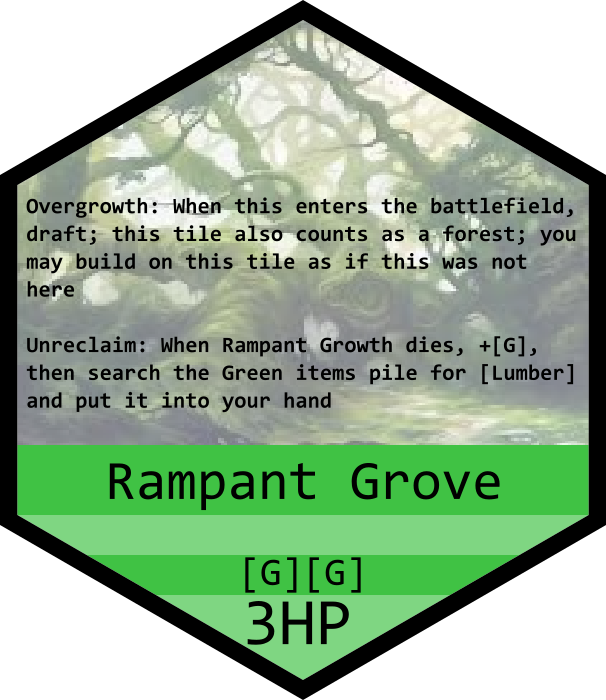 Overgrowth: When this enters the battlefield,
draft; this tile also counts as a forest; you
may build on this tile as if this was not
here
Unreclaim: When Rampant Growth dies, +[G],
then search the Green items pile for [Lumber]
and put it into your hand
Rampant Grove
[G][G]
3HP